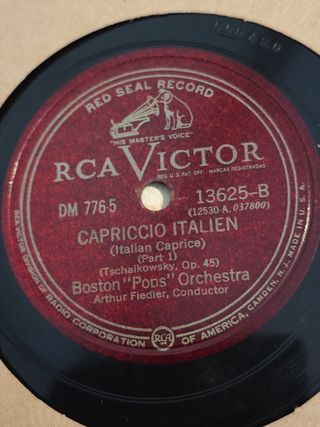 RED SEAL RECORD
"HIS MASTER'S VOICE"
RCA VICTOR
REG. U.S. PAT. OFF. MARCAS REGISTRADAS
DM 776-5
13625-B
(12530-A, 037800)
CAPRICCIO ITALIEN
(Italian Caprice)
(Part 1)
(Tschaikowsky, Op. 45)
Boston "Pops" Orchestra
Arthur Fiedler, Conductor
RCA VICTOR DIVISION OF RADIO CORPORATION OF AMERICA, CAMDEN, N.J., MADE IN U.S.A.
RCA